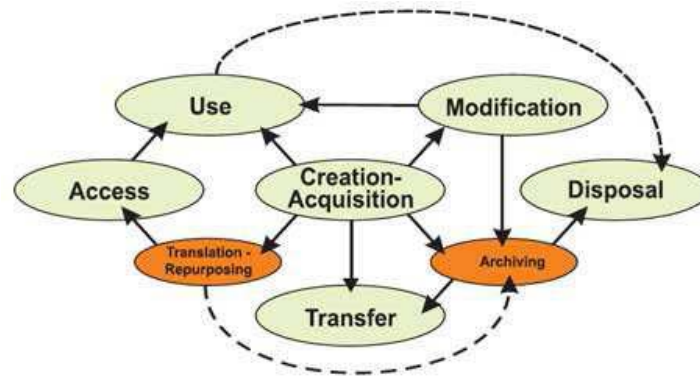 Use
Modification
Access
Creation-
Acquisition
Disposal
Translation -
Repurposing
Archiving
Transfer